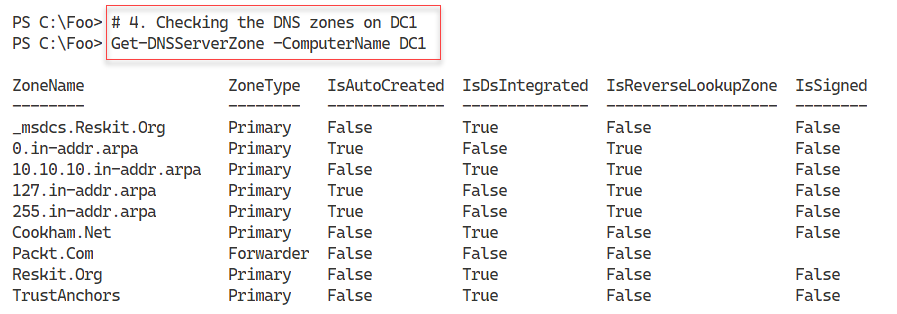 PS C:\Foo> # 4. Checking the DNS zones on DC1
PS C:\Foo> Get-DNSServerZone -ComputerName DC1
ZoneName ZoneType IsAutoCreated IsDsIntegrated IsReverseLookupZone IsSigned
-------- -------- ------------- -------------- ------------------- --------
_msdcs.Reskit.Org Primary False True False False
0.in-addr.arpa Primary True False True False
10.10.10.in-addr.arpa Primary False True True False
127.in-addr.arpa Primary True False True False
255.in-addr.arpa Primary True False True False
Cookham.Net Primary False True False False
Packt.Com Forwarder False False False
Reskit.Org Primary False True False False
TrustAnchors Primary False True False False